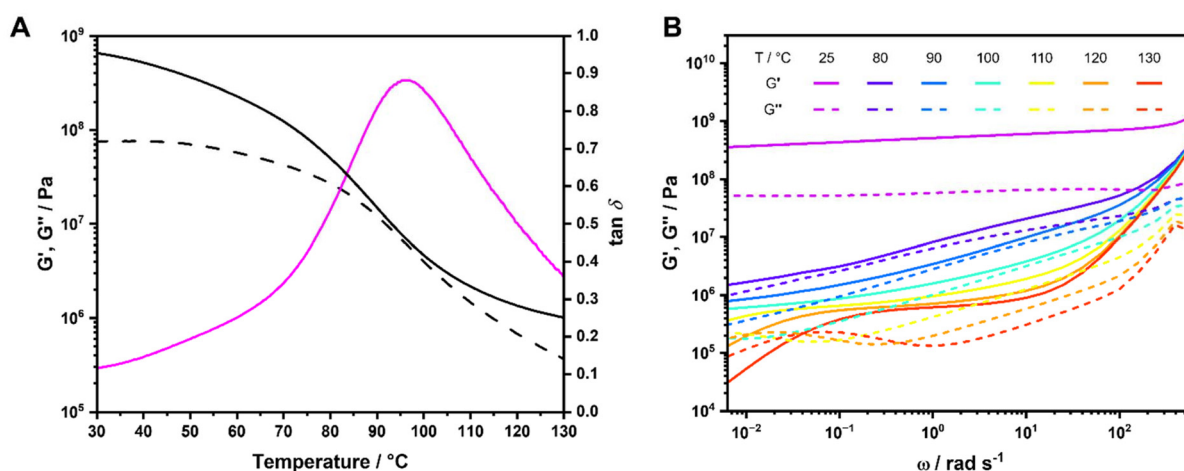 A
G', G'' / Pa
10⁹
10⁸
10⁷
10⁶
10⁵
30 40 50 60 70 80 90 100 110 120 130
Temperature / °C
1.0
0.9
0.8
0.7
0.6
0.5
0.4
0.3
0.2
0.1
0.0
tan δ
B
G', G'' / Pa
10¹⁰
10⁹
10⁸
10⁷
10⁶
10⁵
10⁴
T / °C 25 80 90 100 110 120 130
G'
G''
10⁻² 10⁻¹ 10⁰ 10¹ 10²
ω / rad s⁻¹